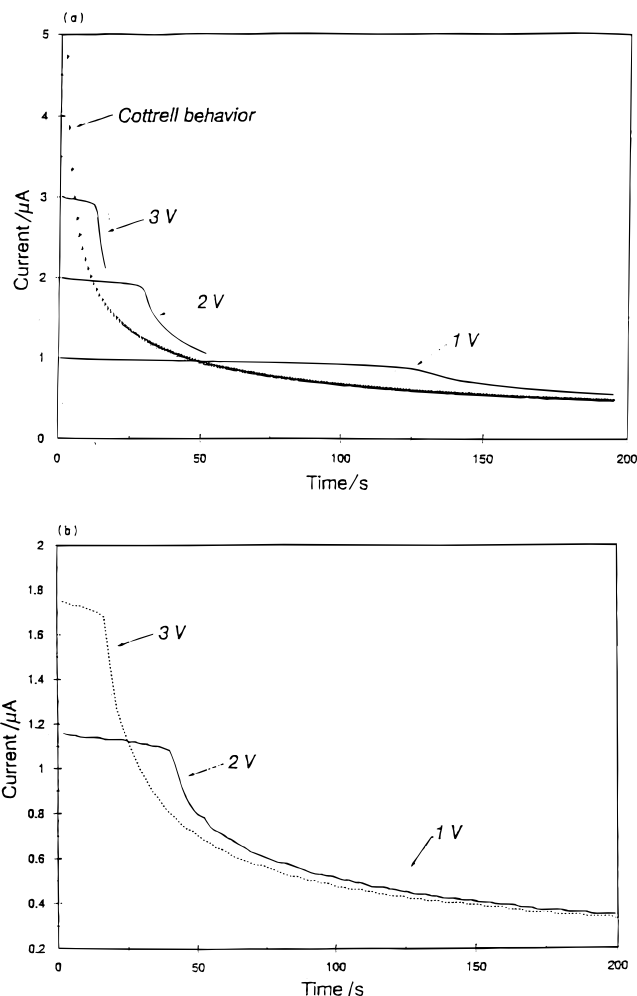 (a)
5
4
3
2
1
0
Current /μA
Cottrell behavior
3 V
2 V
1 V
0
50
100
150
200
Time/s
(b)
2
1.8
1.6
1.4
1.2
1
0.8
0.6
0.4
0.2
Current /μA
3 V
2 V
1 V
0
50
100
150
200
Time /s